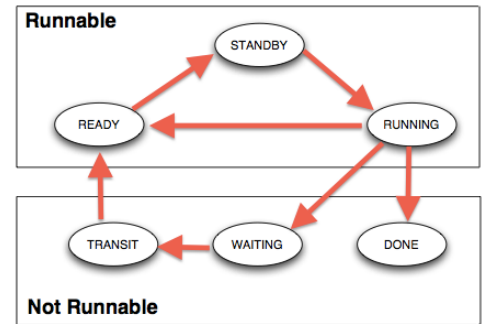 Runnable
STANDBY
READY
RUNNING
TRANSIT
WAITING
DONE
Not Runnable